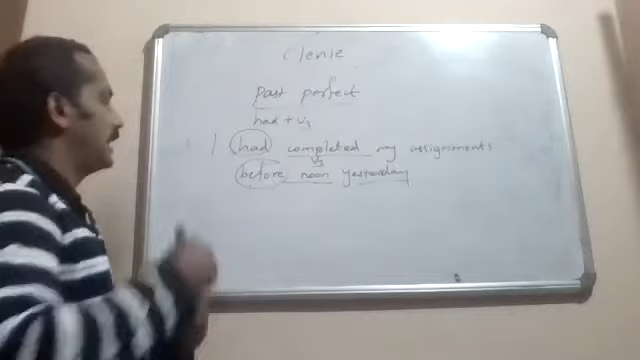 Past perfect
had + v3
I had completed my assignments
v3
before noon yesterday